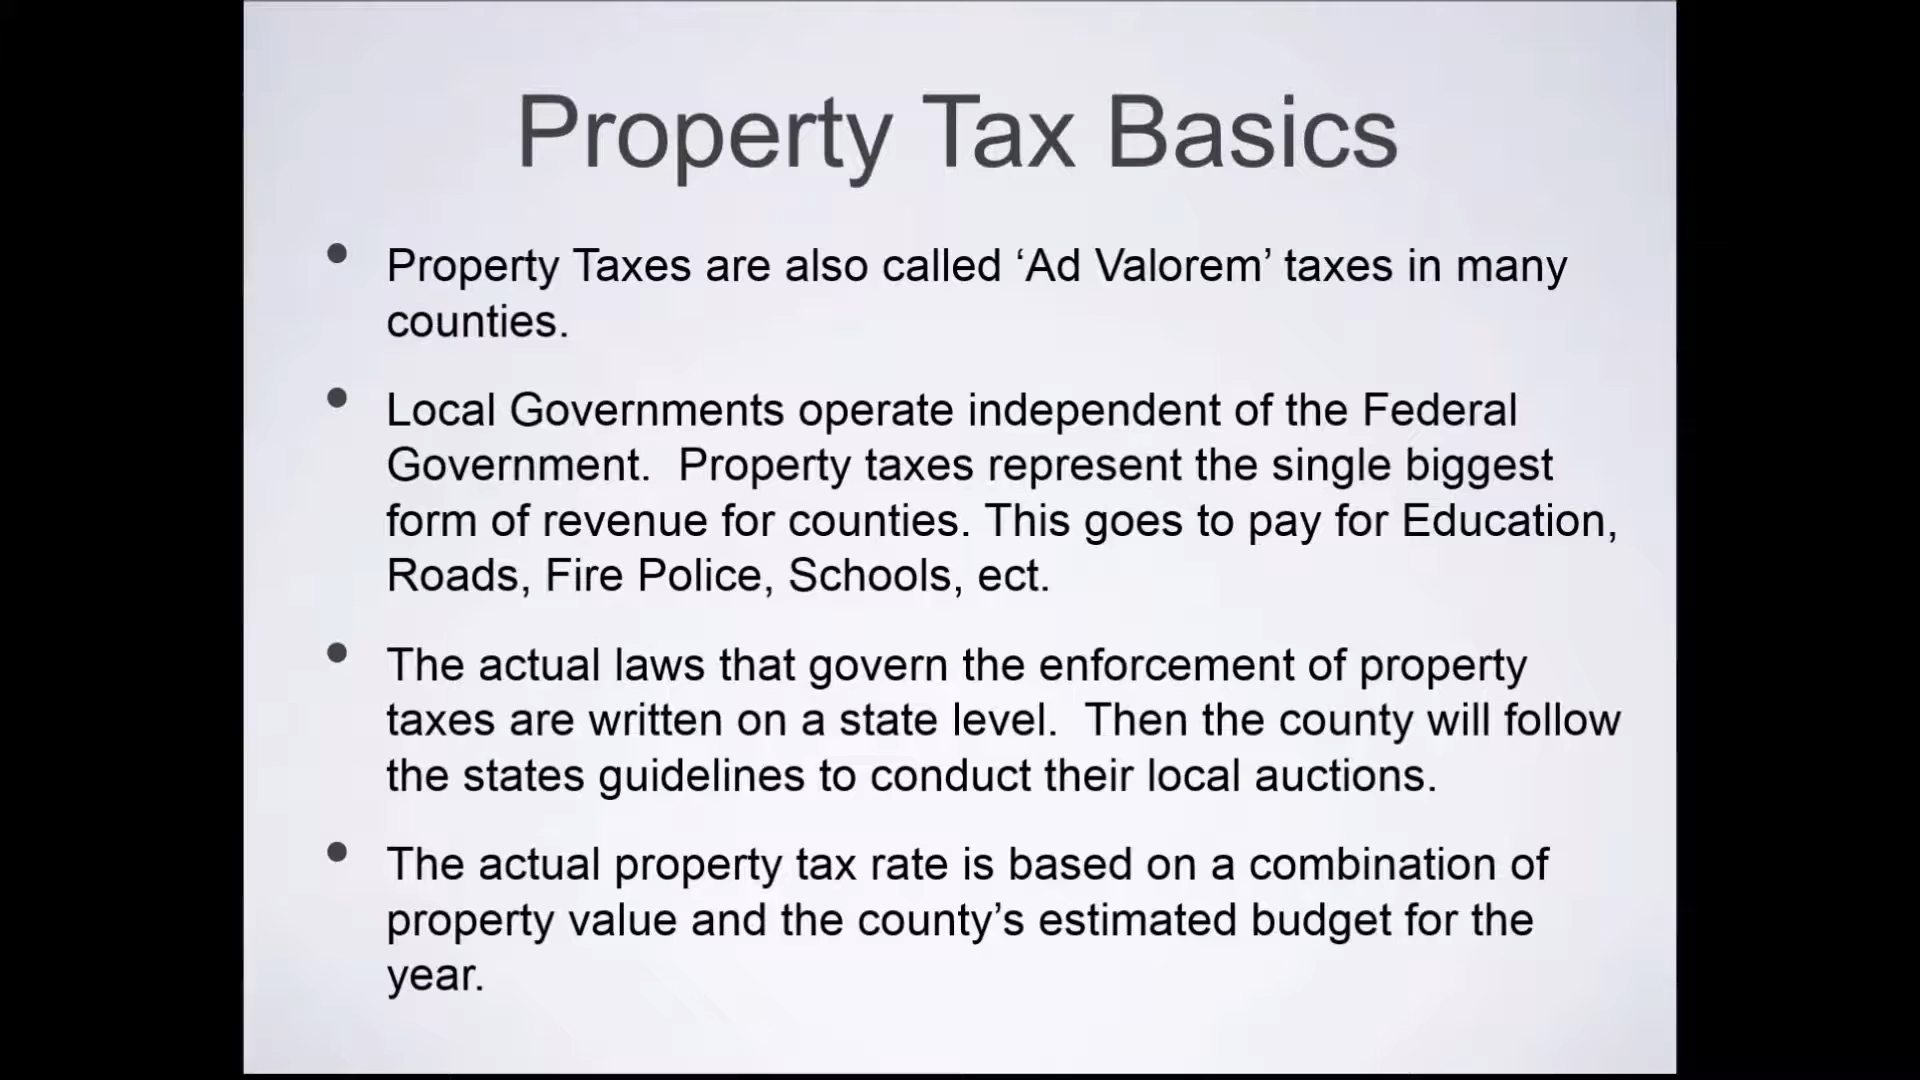 Property Tax Basics
• Property Taxes are also called ‘Ad Valorem’ taxes in many
counties.
• Local Governments operate independent of the Federal
Government.  Property taxes represent the single biggest
form of revenue for counties. This goes to pay for Education,
Roads, Fire Police, Schools, ect.
• The actual laws that govern the enforcement of property
taxes are written on a state level.  Then the county will follow
the states guidelines to conduct their local auctions.
• The actual property tax rate is based on a combination of
property value and the county’s estimated budget for the
year.